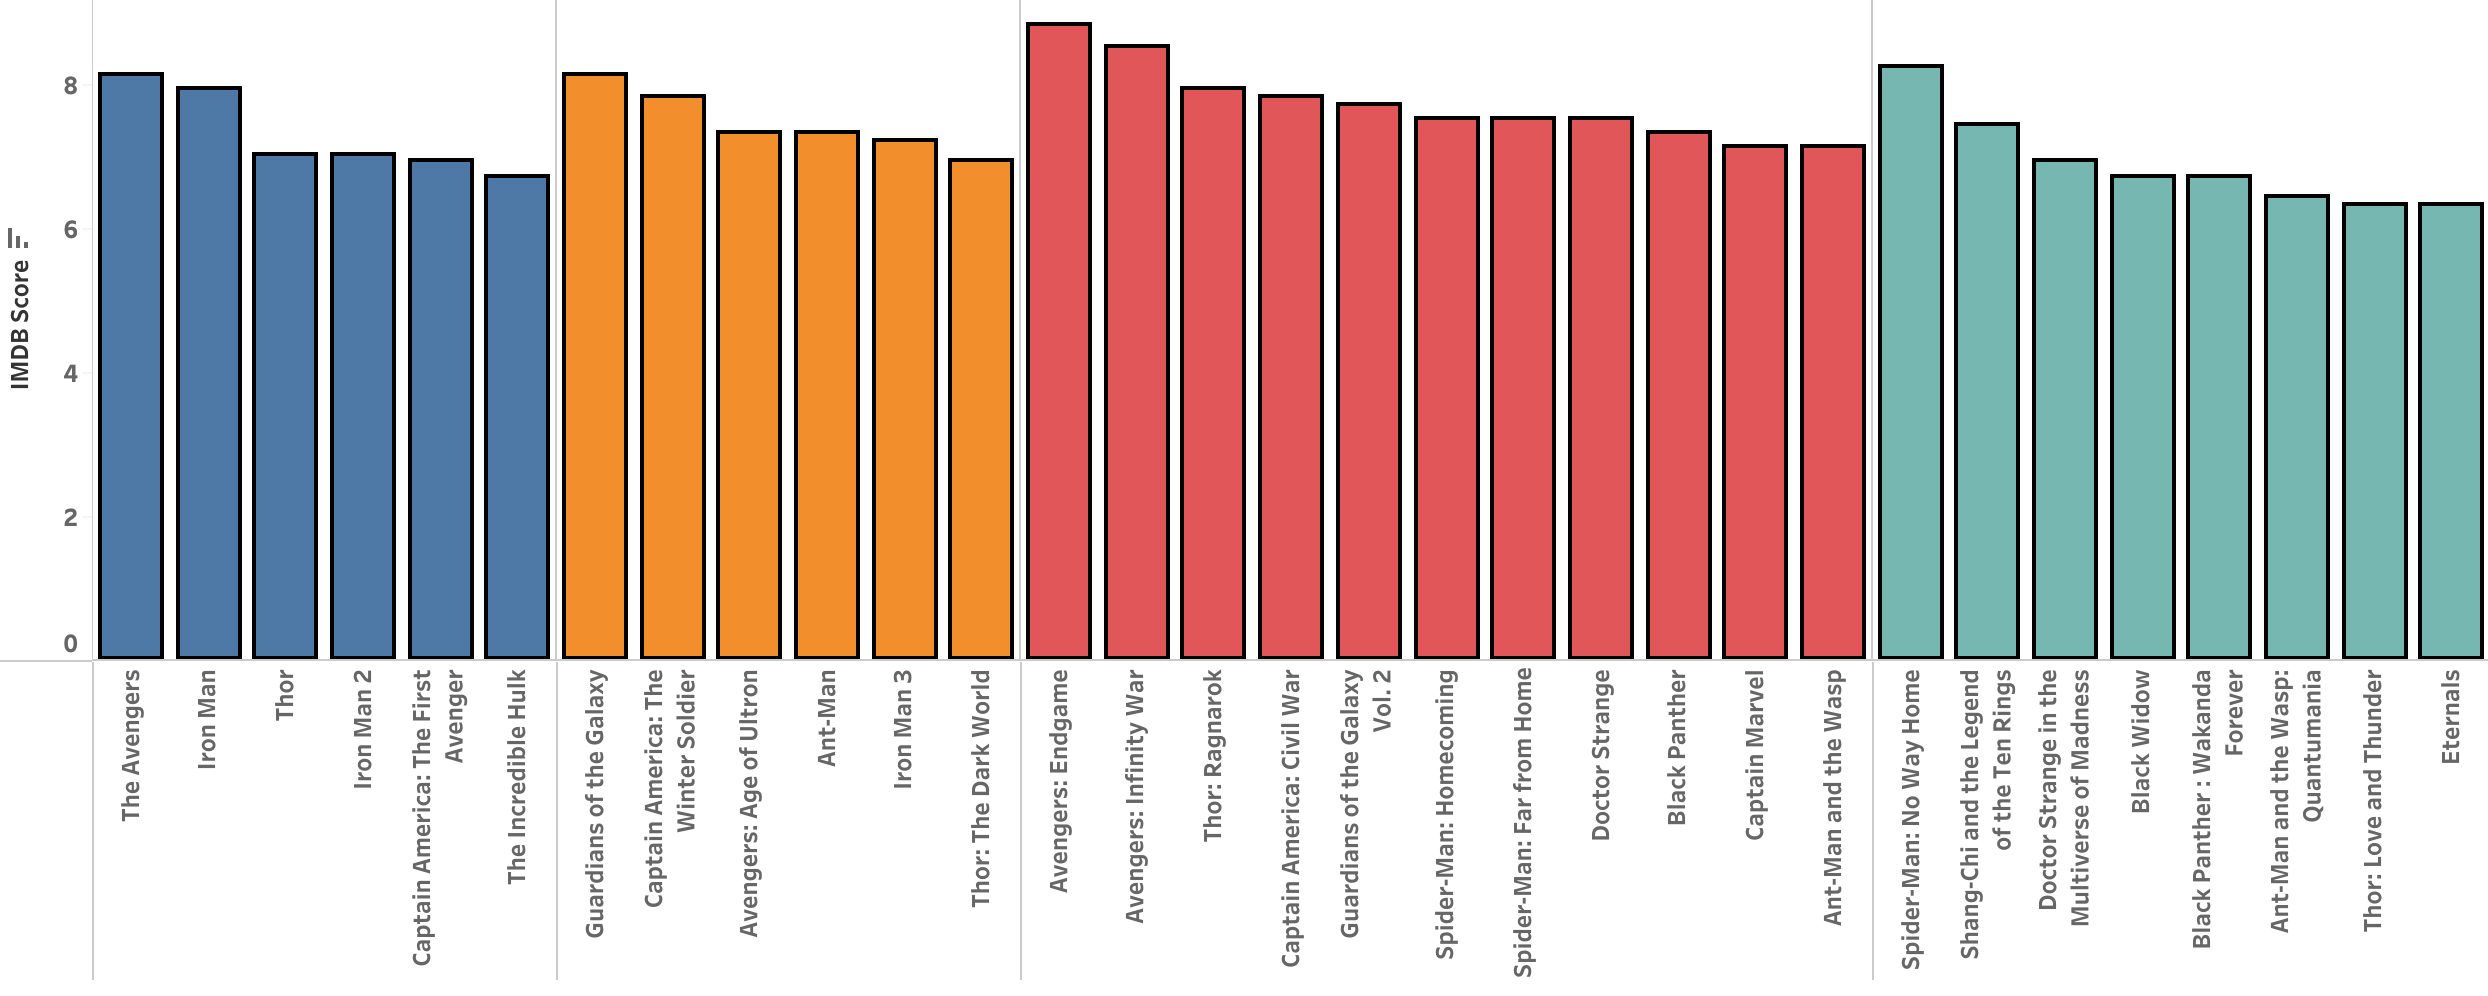 IMDB Score
8
6
4
2
0
The Avengers
Iron Man
Thor
Iron Man 2
Captain America: The First
Avenger
The Incredible Hulk
Guardians of the Galaxy
Captain America: The
Winter Soldier
Avengers: Age of Ultron
Ant-Man
Iron Man 3
Thor: The Dark World
Avengers: Endgame
Avengers: Infinity War
Thor: Ragnarok
Captain America: Civil War
Guardians of the Galaxy
Vol. 2
Spider-Man: Homecoming
Spider-Man: Far from Home
Doctor Strange
Black Panther
Captain Marvel
Ant-Man and the Wasp
Spider-Man: No Way Home
Shang-Chi and the Legend
of the Ten Rings
Doctor Strange in the
Multiverse of Madness
Black Widow
Black Panther : Wakanda
Forever
Ant-Man and the Wasp:
Quantumania
Thor: Love and Thunder
Eternals